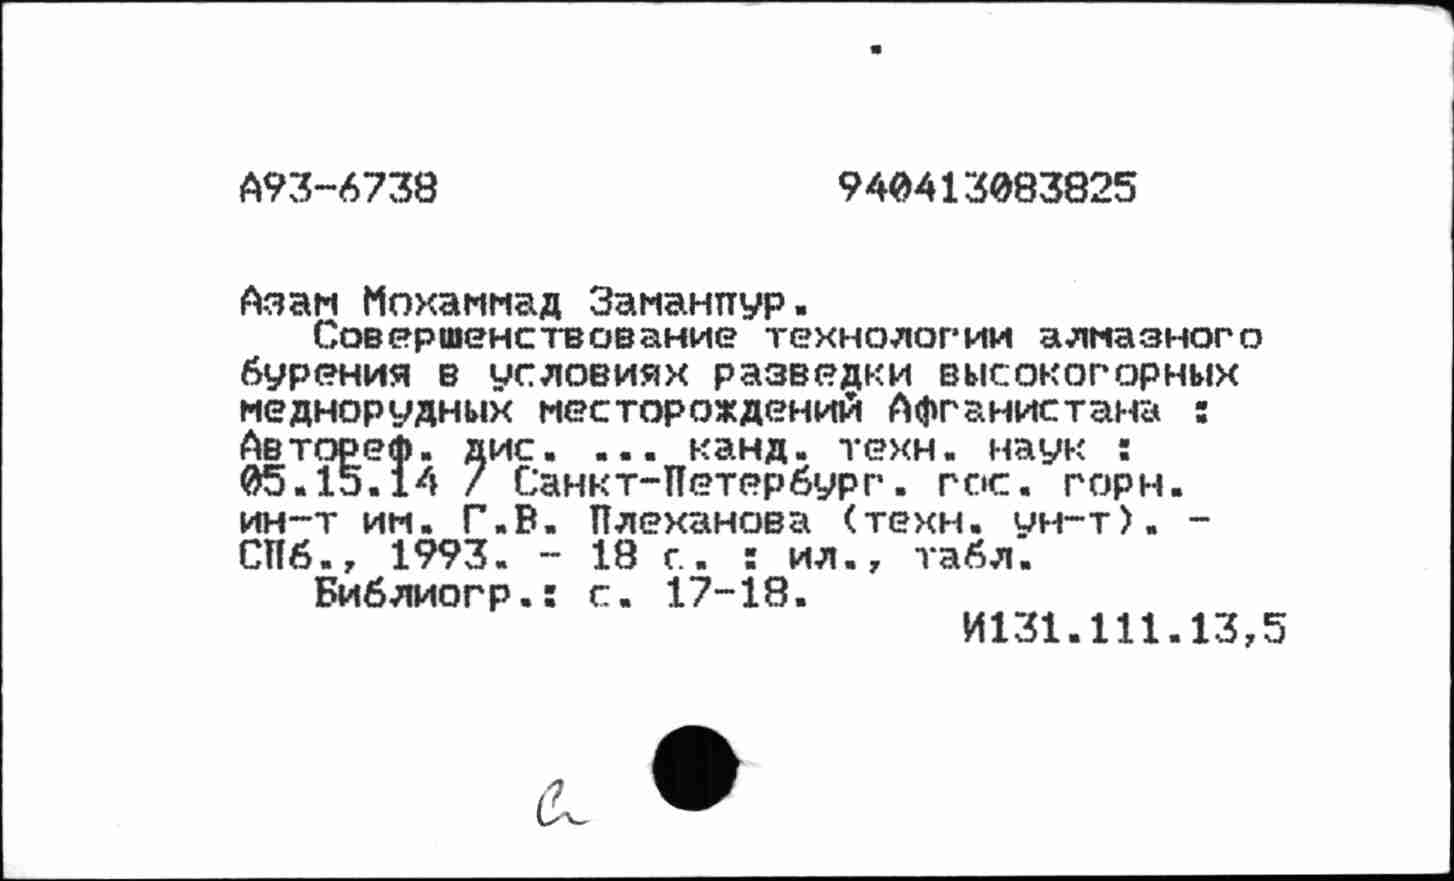 А93-6738 940413083825
Азам Мохаммад Заманпур.
Совершенствование технологии алмазного
бурения в условиях разведки высокогорных
меднорудных месторождений Афганистана :
Автореф. дис. ... канд. техн. наук :
05.15.14 / Санкт-Петербург. гос. горн.
ин-т им. Г.В. Плеханова (техн. ун-т). -
СПб., 1993. - 18 с. : ил., табл.
Библиогр.: с. 17-18.
И131.111.13,5